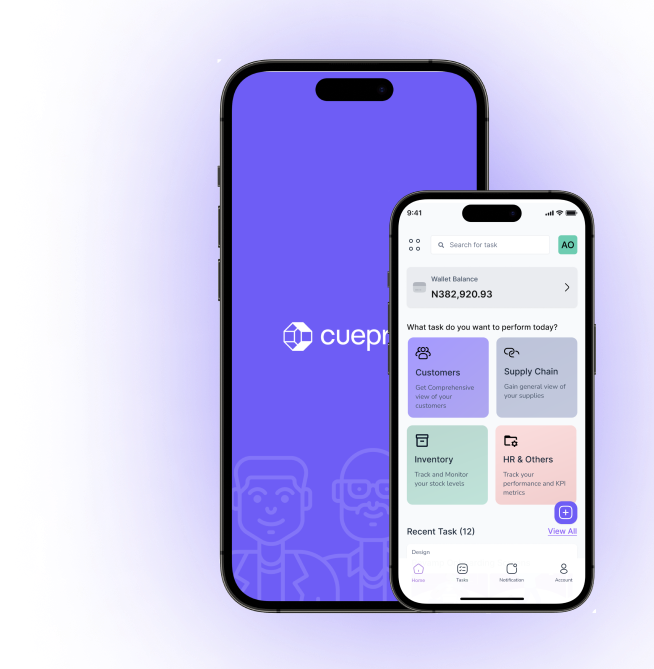 cuepr
9:41
Search for task
AO
Wallet Balance
N382,920.93
What task do you want to perform today?
Customers
Get Comprehensive
view of your
customers
Supply Chain
Gain general view of
your supplies
Inventory
Track and Monitor
your stock levels
HR & Others
Track your
performance and KPI
metrics
Recent Task (12)
View All
Design
Home
Tasks
Notification
Account